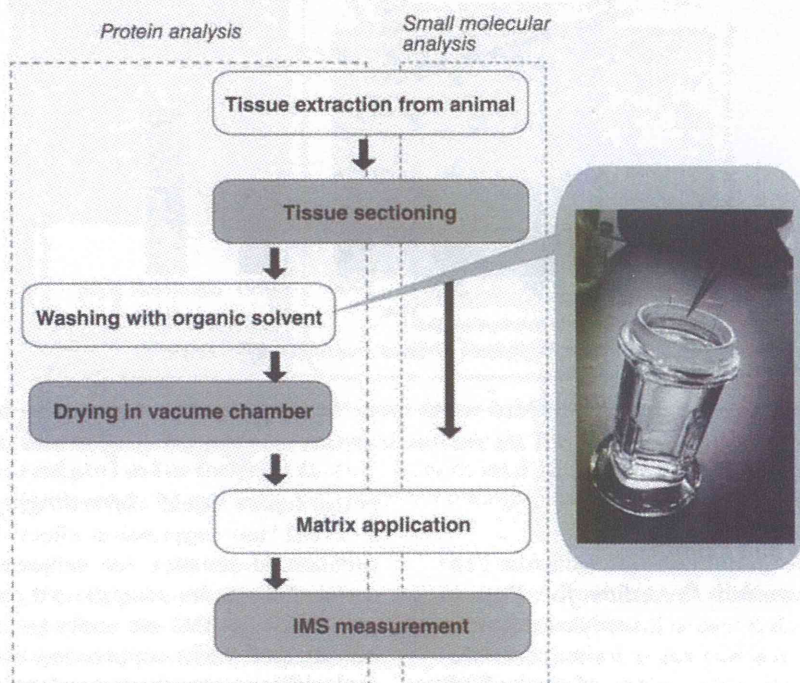 Protein analysis
Small molecular
analysis
Tissue extraction from animal
Tissue sectioning
Washing with organic solvent
Drying in vacume chamber
Matrix application
IMS measurement